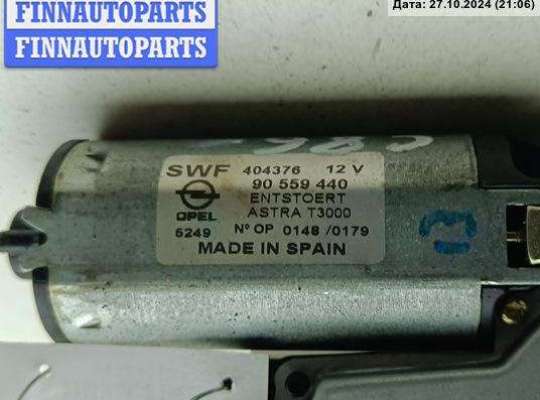 FINNAUTOPARTS
FINNAUTOPARTS
Дата: 27.10.2024 (21:06)
SWF 404376 12 V
90 559 440
ENTSTOERT
OPEL ASTRA T3000
5249 Nº OP 0148 /0179
MADE IN SPAIN